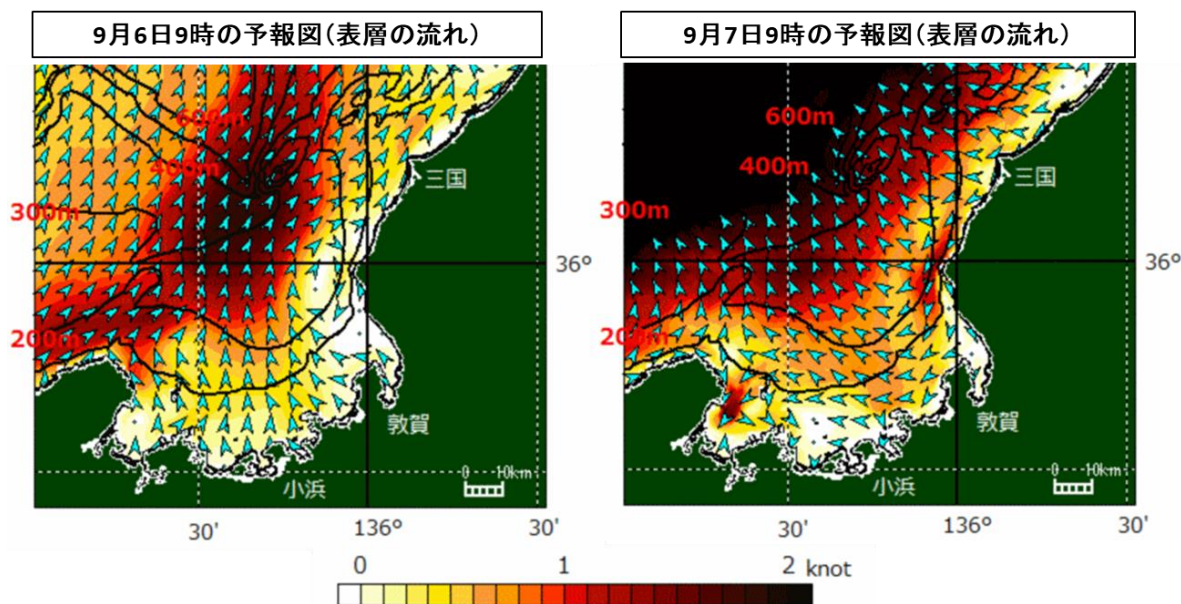 9月6日9時の予報図(表層の流れ)
9月7日9時の予報図(表層の流れ)
600m
400m
300m
200m
三国
敦賀
小浜
0 10km
36°
30'
136°
30'
600m
400m
300m
200m
三国
敦賀
小浜
0 10km
36°
30'
136°
30'
0 1 2 knot